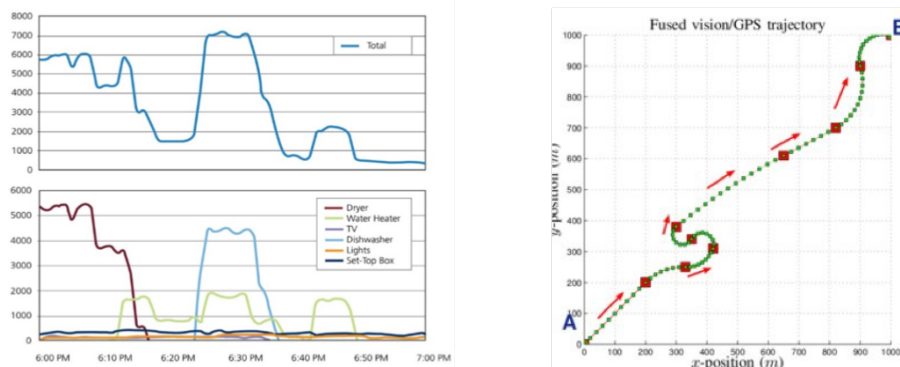 8000
7000
6000
5000
4000
3000
2000
1000
0
Total
6000
5000
4000
3000
2000
1000
0
Dryer
Water Heater
TV
Dishwasher
Lights
Set-Top Box
6:00 PM 6:10 PM 6:20 PM 6:30 PM 6:40 PM 6:50 PM 7:00 PM
Fused vision/GPS trajectory
B
1000
900
800
700
600
500
400
300
200
100
0
y-position (m)
A
0 100 200 300 400 500 600 700 800 900 1000
x-position (m)